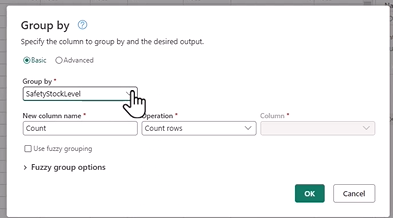 Group by
Specify the column to group by and the desired output.
Basic Advanced
Group by *
SafetyStockLevel
New column name * Operation * Column *
Count Count rows
Use fuzzy grouping
Fuzzy group options
OK Cancel